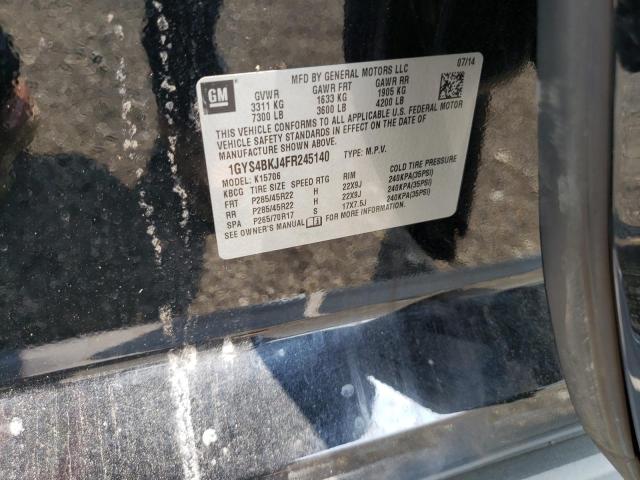 GM
MFD BY GENERAL MOTORS LLC
07/14
GVWR GAWR FRT GAWR RR
3311 KG 1633 KG 1905 KG
7300 LB 3600 LB 4200 LB
THIS VEHICLE CONFORMS TO ALL APPLICABLE U.S. FEDERAL MOTOR
VEHICLE SAFETY STANDARDS IN EFFECT ON THE DATE OF
MANUFACTURE SHOWN ABOVE.
1GYS4BKJ4FR245140 TYPE: M.P.V.
MODEL: K15706
KBCG TIRE SIZE SPEED RTG RIM COLD TIRE PRESSURE
FRT P285/45R22 H 22X9J 240KPA(35PSI)
RR P285/45R22 H 22X9J 240KPA(35PSI)
SPA P265/70R17 S 17X7.5J 240KPA(35PSI)
SEE OWNER'S MANUAL FOR MORE INFORMATION.